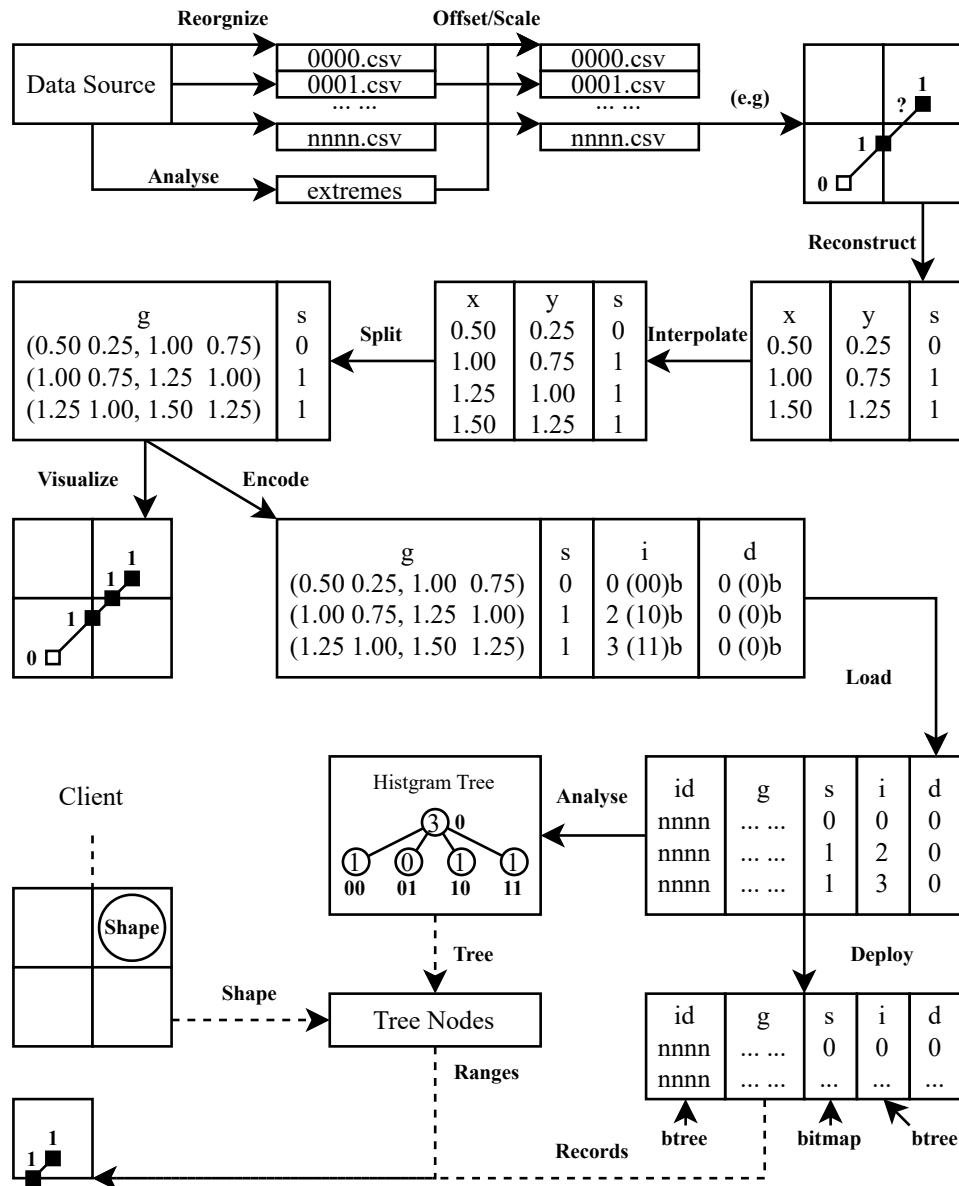 Reorgnize
Offset/Scale
Data Source
0000.csv
0001.csv
... ...
nnnn.csv
0000.csv
0001.csv
... ...
nnnn.csv
(e.g)
1
?
1
0
Analyse
extremes
Reconstruct
g s
(0.50 0.25, 1.00 0.75) 0
(1.00 0.75, 1.25 1.00) 1
(1.25 1.00, 1.50 1.25) 1
Split
x y s
0.50 0.25 0
1.00 0.75 1
1.25 1.00 1
1.50 1.25 1
Interpolate
x y s
0.50 0.25 0
1.00 0.75 1
1.50 1.25 1
Visualize
Encode
1
1
1
0
g s i d
(0.50 0.25, 1.00 0.75) 0 0 (00)b 0 (0)b
(1.00 0.75, 1.25 1.00) 1 2 (10)b 0 (0)b
(1.25 1.00, 1.50 1.25) 1 3 (11)b 0 (0)b
Load
Client
Histgram Tree
3 0
1 0 1 1
00 01 10 11
Analyse
id g s i d
nnnn ... ... 0 0 0
nnnn ... ... 1 2 0
nnnn ... ... 1 3 0
Shape
Tree
Deploy
Shape
Tree Nodes
id g s i d
nnnn ... ... 0 0 0
nnnn ... ... ... ... ...
Ranges
1
1
Records
btree
bitmap
btree